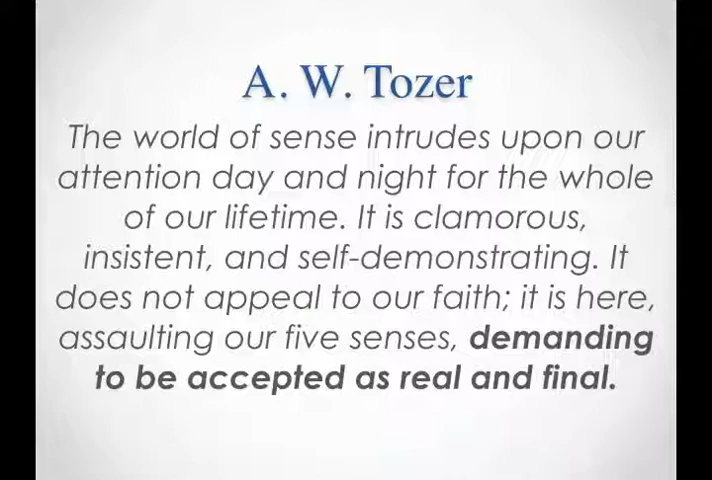 A. W. Tozer
The world of sense intrudes upon our
attention day and night for the whole
of our lifetime. It is clamorous,
insistent, and self-demonstrating. It
does not appeal to our faith; it is here,
assaulting our five senses, demanding
to be accepted as real and final.